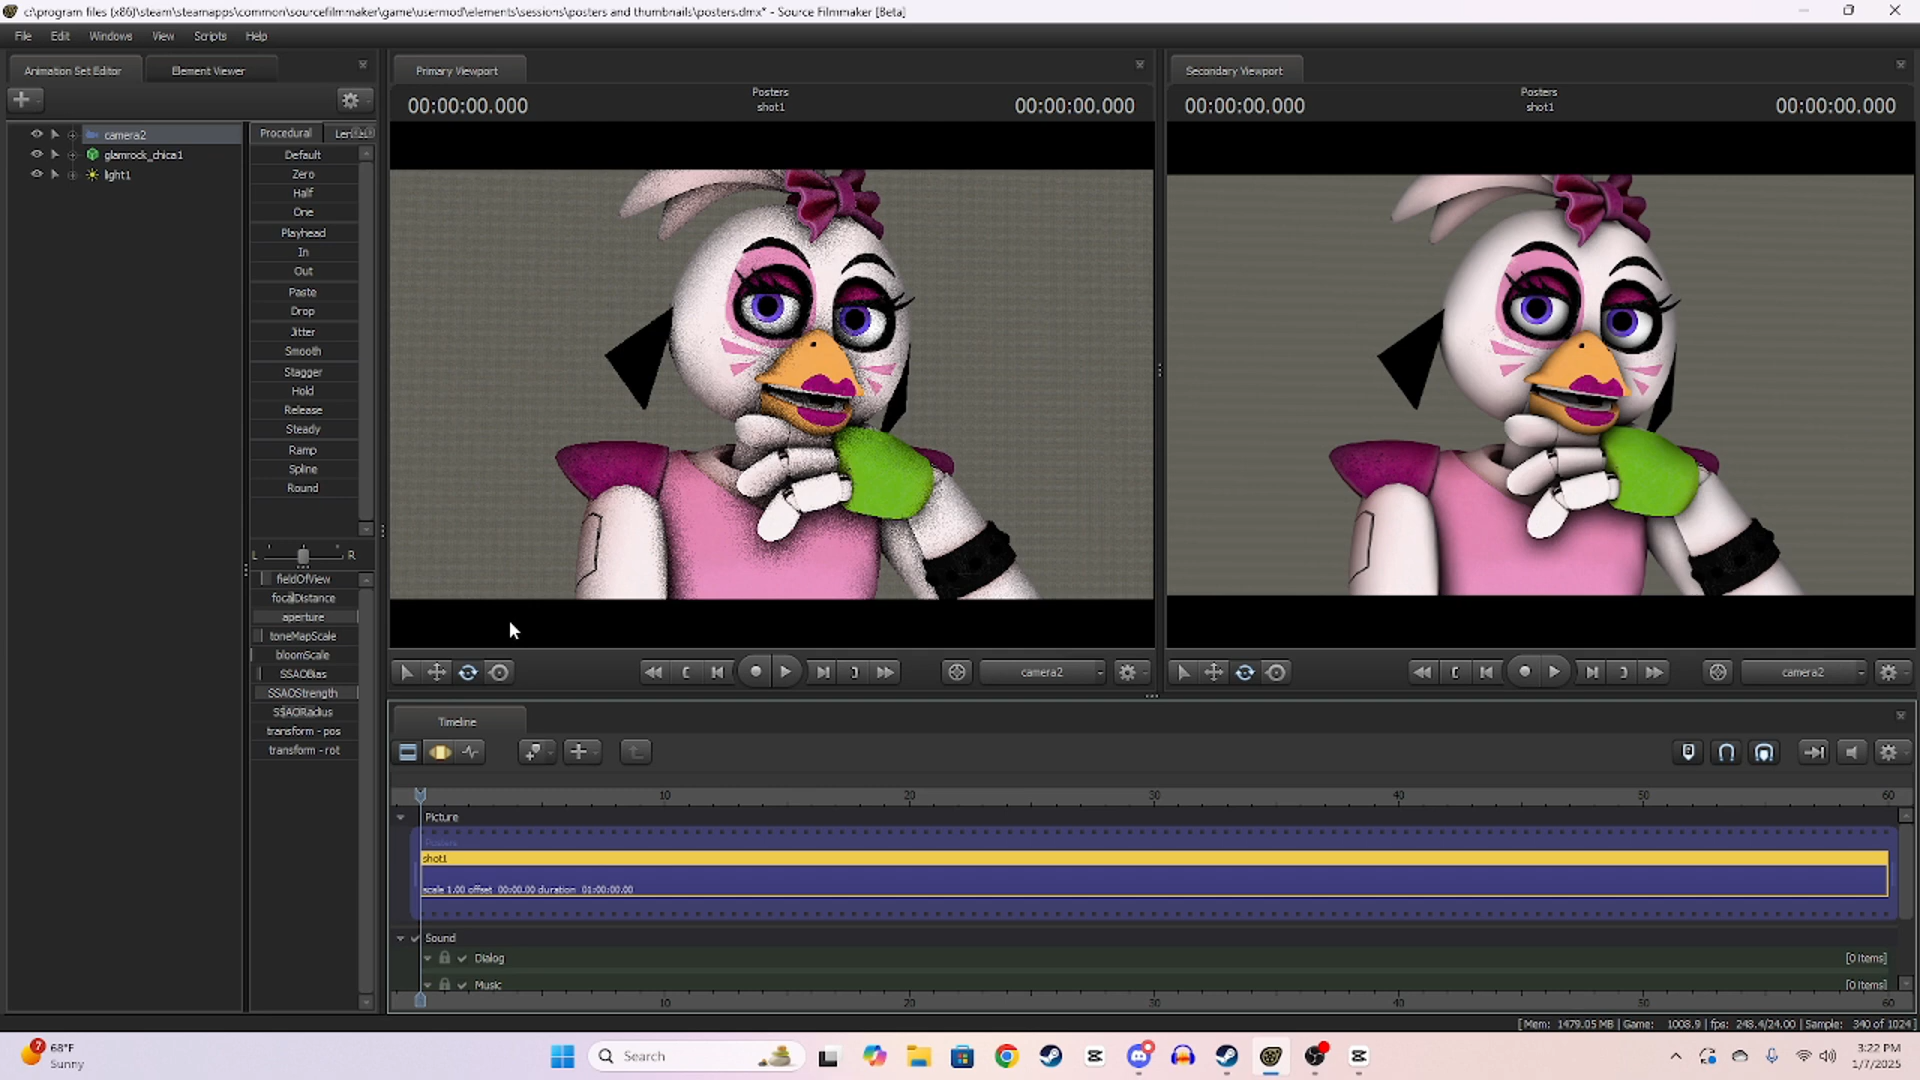 c:\program files (x86)\steam\steamapps\common\sourcefilmmaker\game\usermod\elements\sessions\posters and thumbnails\posters.dmx* - Source Filmmaker [Beta]
File Edit Windows View Scripts Help
Animation Set Editor Element Viewer
camera2
glamrock_chica1
light1
Procedural
Default
Zero
Half
One
Playhead
In
Out
Paste
Drop
Jitter
Smooth
Stagger
Hold
Release
Steady
Ramp
Spline
Round
L R
fieldOfView
focalDistance
aperture
toneMapScale
bloomScale
SSAOBias
SSAOStrength
SSAORadius
transform - pos
transform - rot
Primary Viewport
00:00:00.000 Posters 00:00:00.000
shot1
camera2
Secondary Viewport
00:00:00.000 Posters 00:00:00.000
shot1
camera2
Timeline
10 20 30 40 50 60
Picture
Posters
shot1
scale 1.00 offset 00:00.00 duration 01:00:00.00
Sound
Dialog [0 items]
Music [0 items]
10 20 30 40 50 60
[ Mem: 1479.05 MB | Game: 1008.9 | fps: 248.4/24.00 | Sample: 340 of 1024 ]
7
68°F
Sunny
Search
3:22 PM
1/7/2025